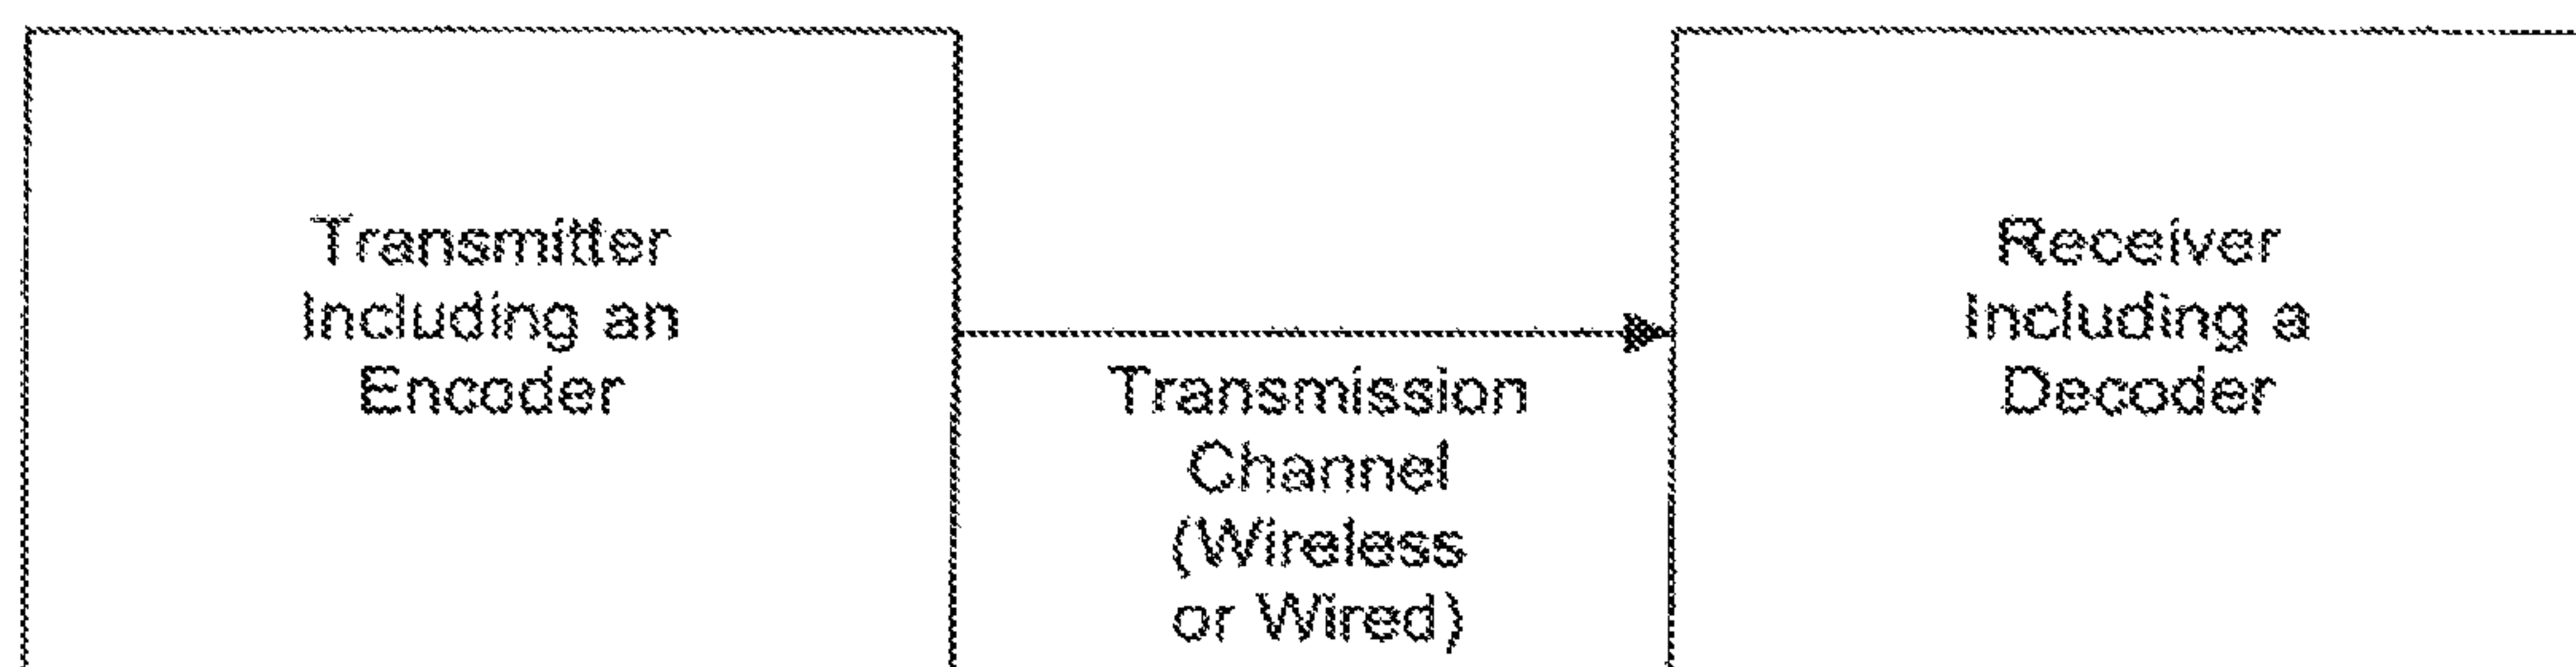 Transmitter
Including an
Encoder
Transmission
Channel
(Wireless
or Wired)
Receiver
Including a
Decoder